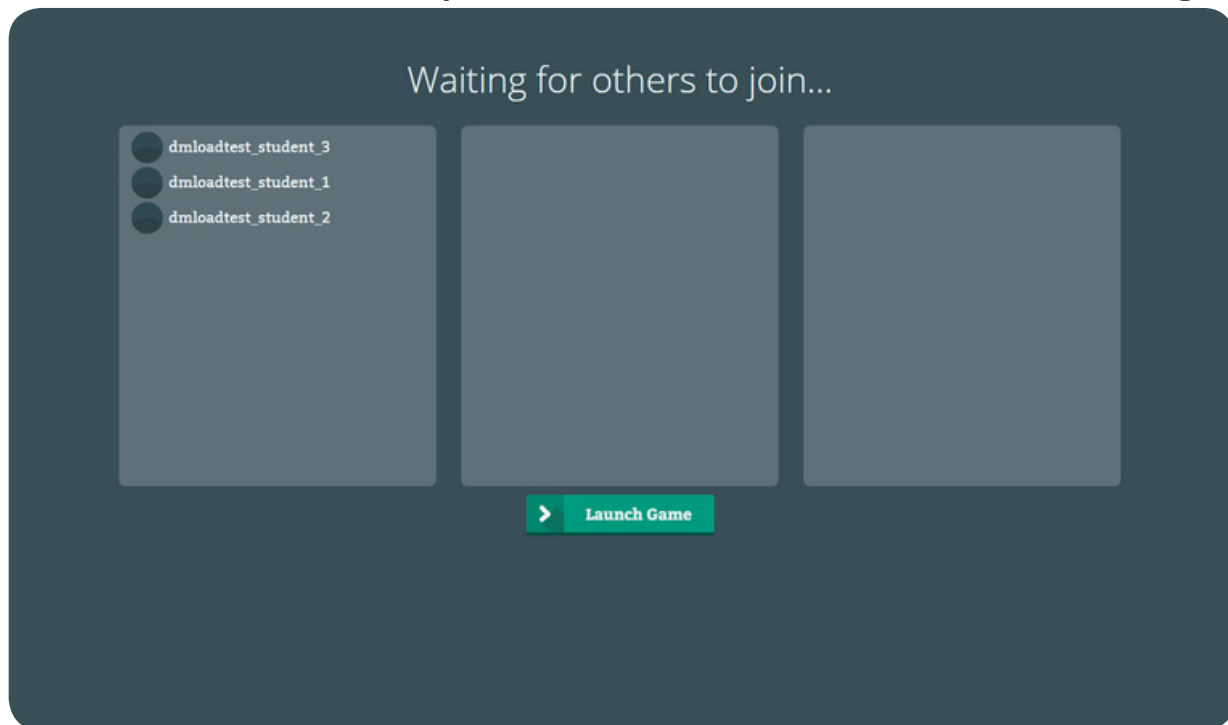 Waiting for others to join...
dmloadtest_student_3
dmloadtest_student_1
dmloadtest_student_2
Launch Game